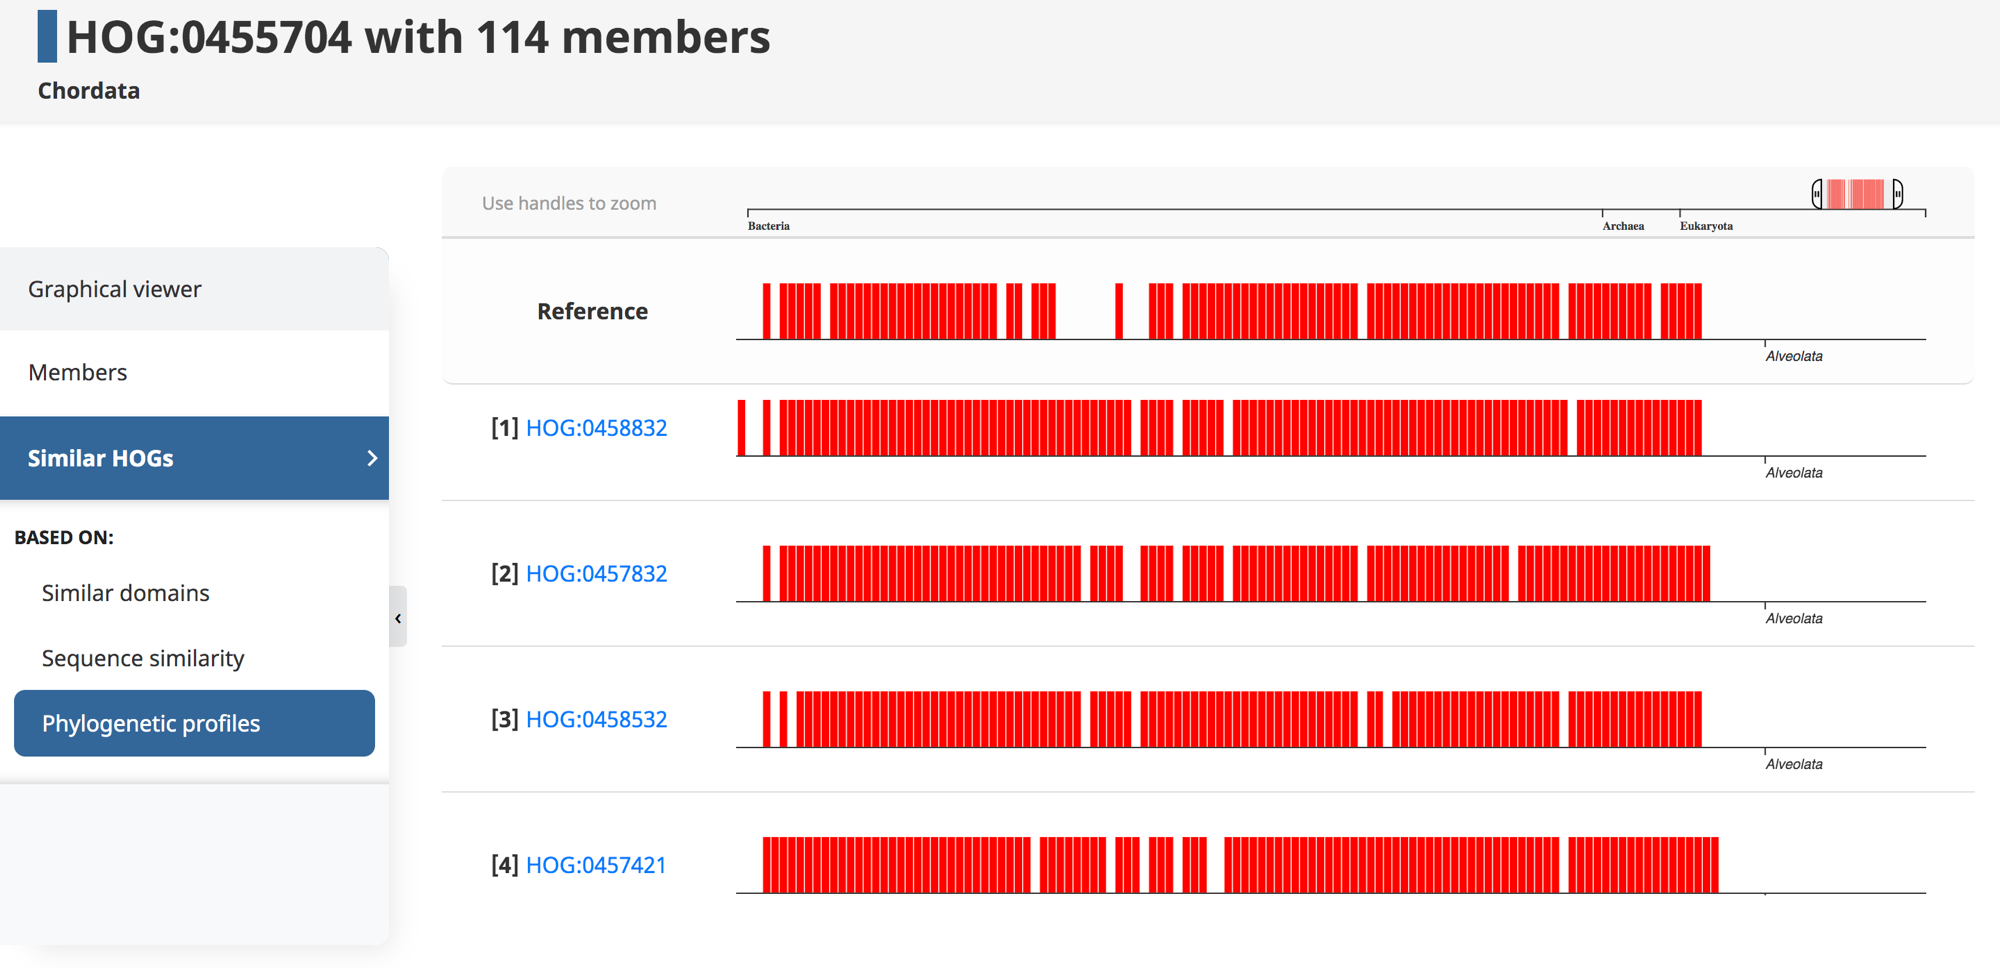 HOG:0455704 with 114 members
Chordata
Use handles to zoom
Bacteria
Archaea
Eukaryota
Graphical viewer
Members
Similar HOGs
BASED ON:
Similar domains
Sequence similarity
Phylogenetic profiles
Reference
Alveolata
[1] HOG:0458832
Alveolata
[2] HOG:0457832
Alveolata
[3] HOG:0458532
Alveolata
[4] HOG:0457421